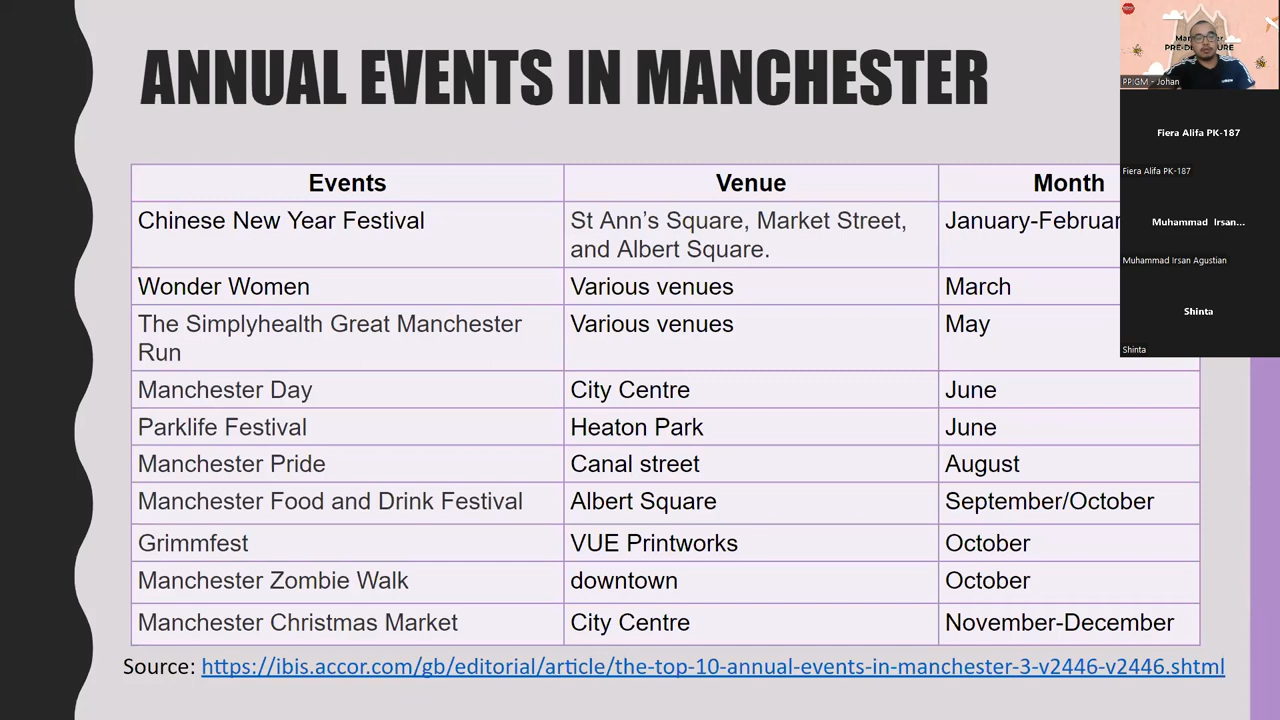 ANNUAL EVENTS IN MANCHESTER
Events Venue Month
Chinese New Year Festival St Ann's Square, Market Street, and Albert Square. January-Februar
Wonder Women Various venues March
The Simplyhealth Great Manchester Run Various venues May
Manchester Day City Centre June
Parklife Festival Heaton Park June
Manchester Pride Canal street August
Manchester Food and Drink Festival Albert Square September/October
Grimmfest VUE Printworks October
Manchester Zombie Walk downtown October
Manchester Christmas Market City Centre November-December
Source: https://ibis.accor.com/gb/editorial/article/the-top-10-annual-events-in-manchester-3-v2446-v2446.shtml
PPIGM - Johan
Fiera Alifa PK-187
Fiera Alifa PK-187
Muhammad Irsan...
Muhammad Irsan Agustian
Shinta
Shinta